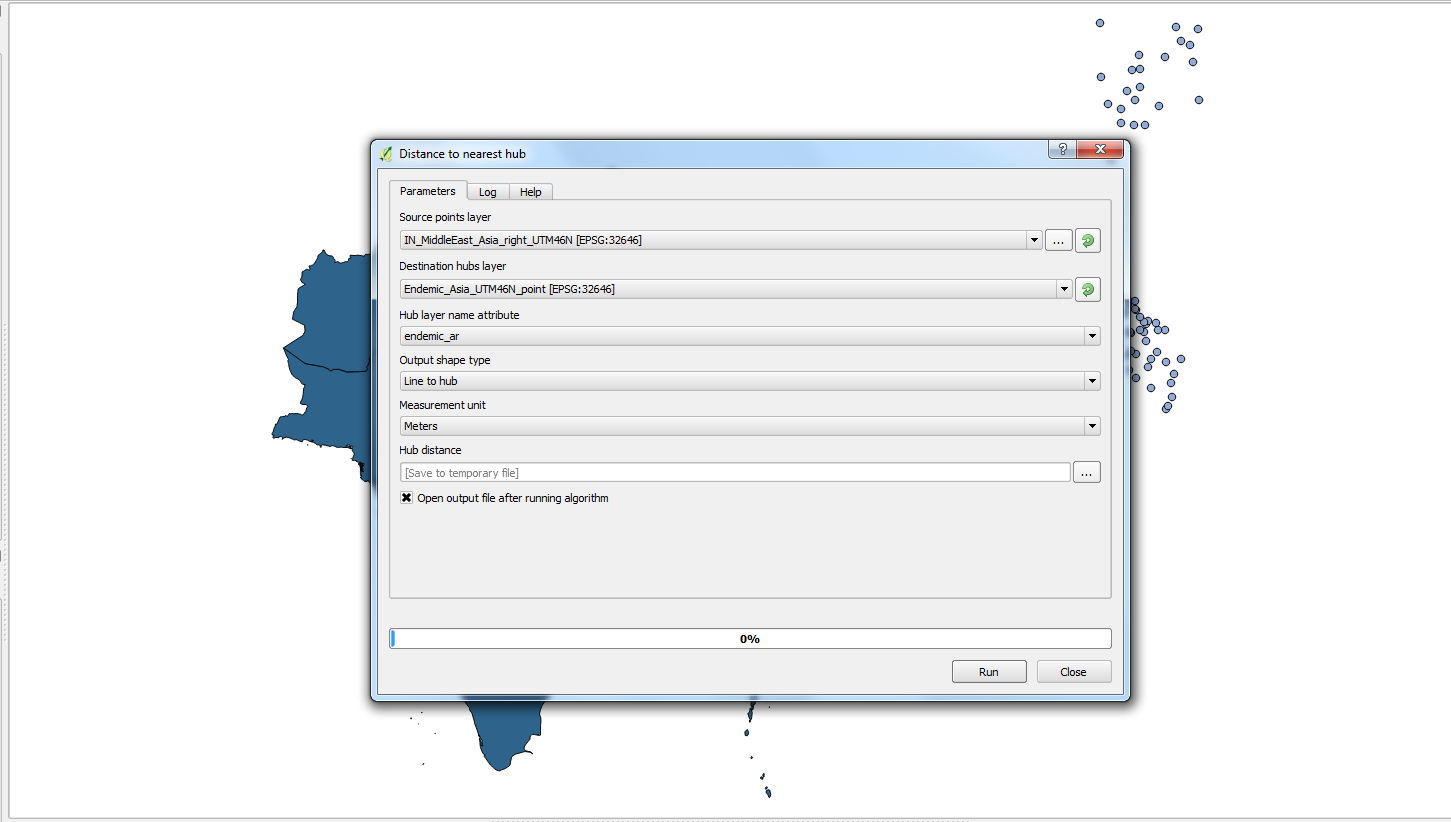 Distance to nearest hub
?
Parameters
Log
Help
Source points layer
IN_MiddleEast_Asia_right_UTM46N [EPSG:32646]
...
Destination hubs layer
Endemic_Asia_UTM46N_point [EPSG:32646]
Hub layer name attribute
endemic_ar
Output shape type
Line to hub
Measurement unit
Meters
Hub distance
[Save to temporary file]
...
Open output file after running algorithm
0%
Run
Close